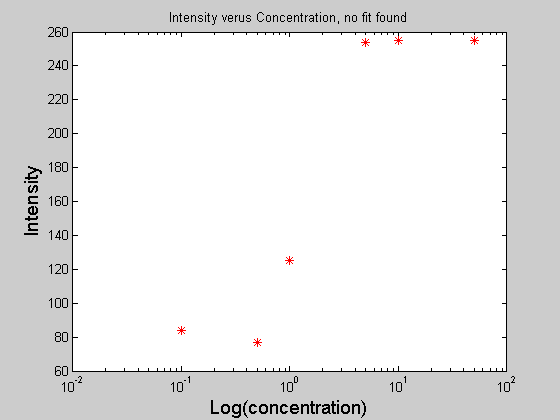 Intensity verus Concentration, no fit found
260
240
220
200
180
160
140
120
100
80
60
Intensity
10^-2 10^-1 10^0 10^1 10^2
Log(concentration)